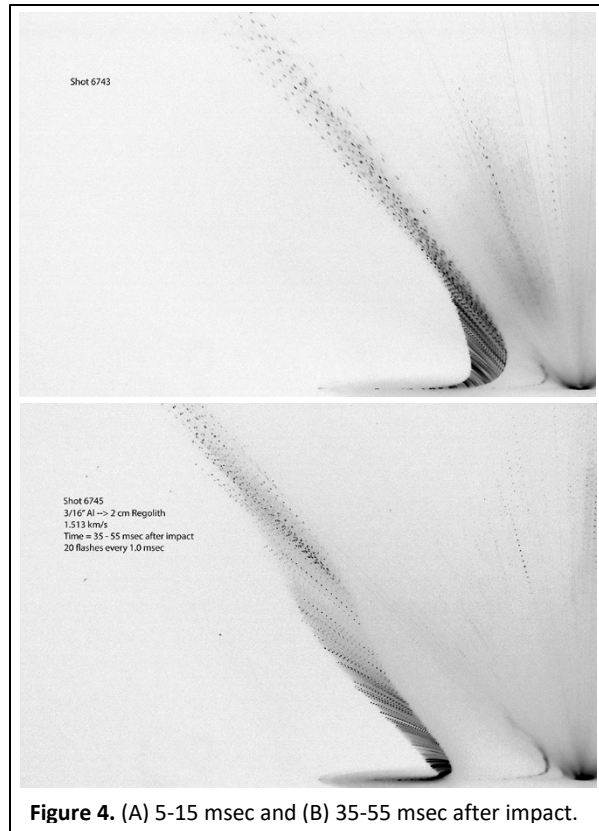 Shot 6743
Shot 6745
3/16" Al --> 2 cm Regolith
1.513 km/s
Time = 35 - 55 msec after impact
20 flashes every 1.0 msec
Figure 4. (A) 5-15 msec and (B) 35-55 msec after impact.